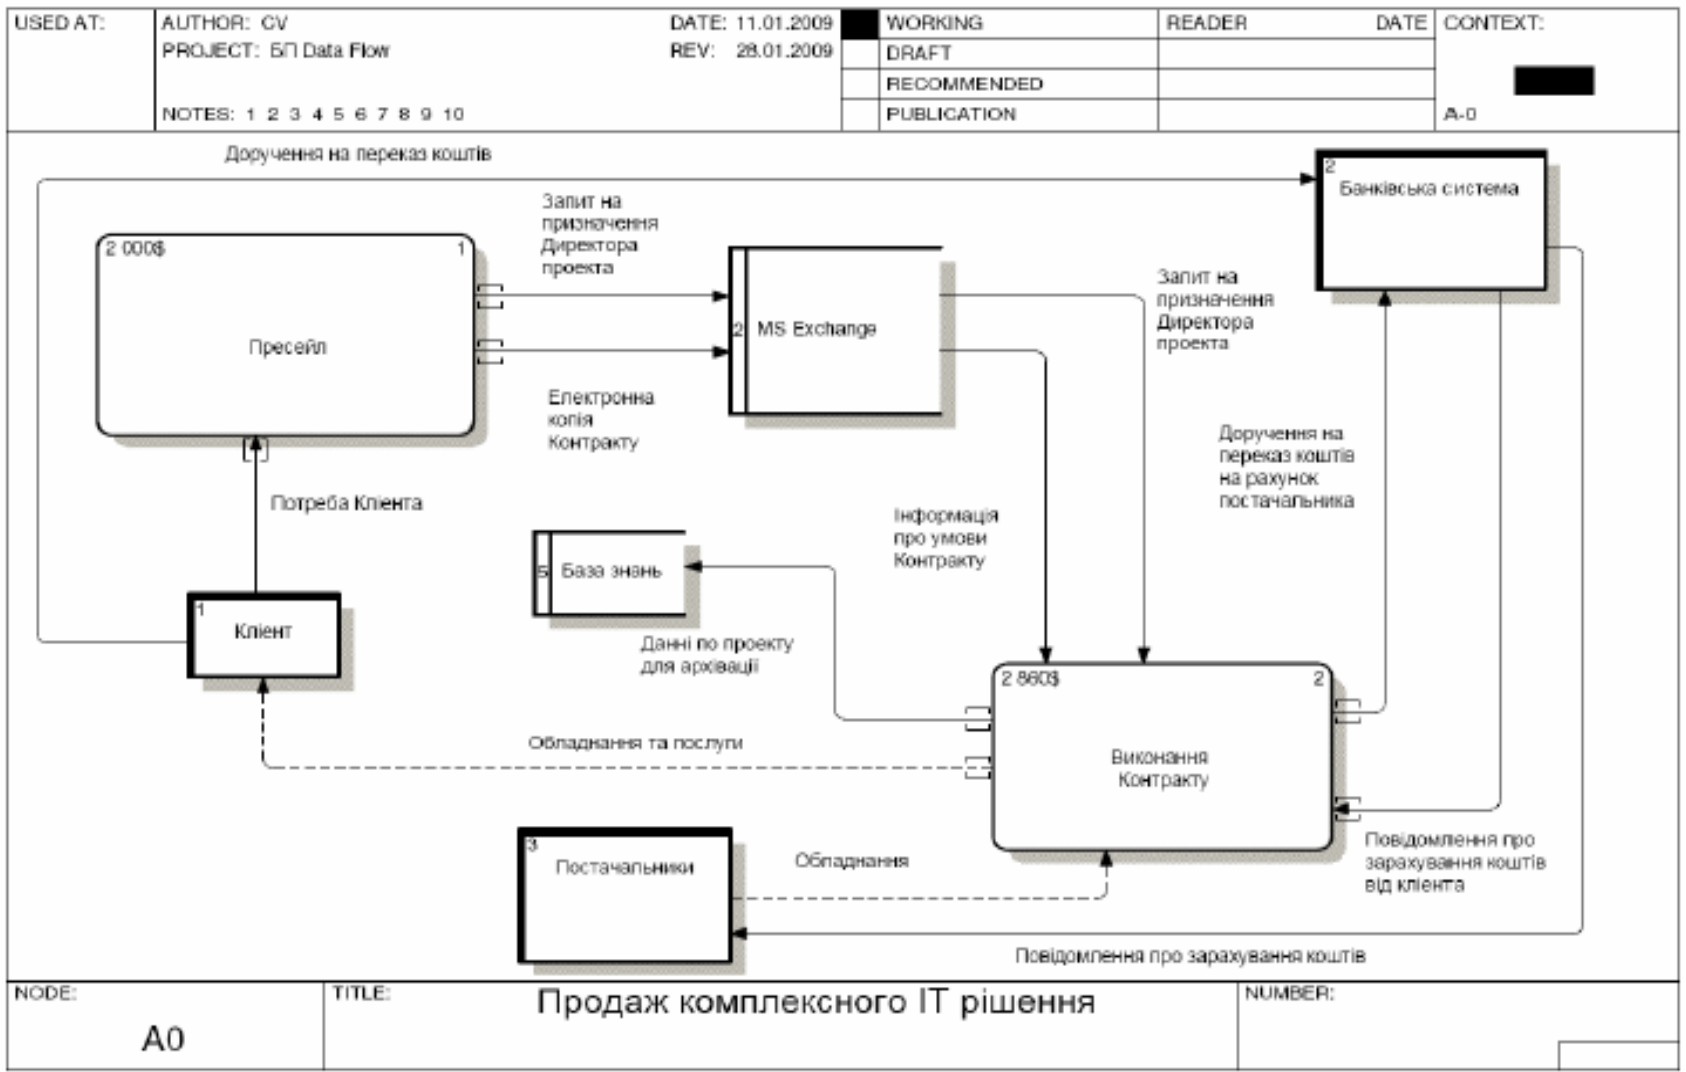 USED AT:
AUTHOR: CV
DATE: 11.01.2009
WORKING
READER
DATE
CONTEXT:
PROJECT: БП Data Flow
REV: 28.01.2009
DRAFT
RECOMMENDED
NOTES: 1 2 3 4 5 6 7 8 9 10
PUBLICATION
A-0
Доручення на переказ коштів
2
Банківська система
Запит на
призначення
Директора
проекта
2 000$
1
Пресейл
2
MS Exchange
Запит на
призначення
Директора
проекта
Електронна
копія
Контракту
Доручення на
переказ коштів
на рахунок
постачальника
Потреба Клієнта
Інформація
про умови
Контракту
5
База знань
1
Клієнт
Данні по проекту
для архівації
2 860$
2
Виконання
Контракту
Обладнання та послуги
3
Постачальники
Обладнання
Повідомлення про
зарахування коштів
від клієнта
Повідомлення про зарахування коштів
NODE:
A0
TITLE:
Продаж комплексного ІТ рішення
NUMBER: